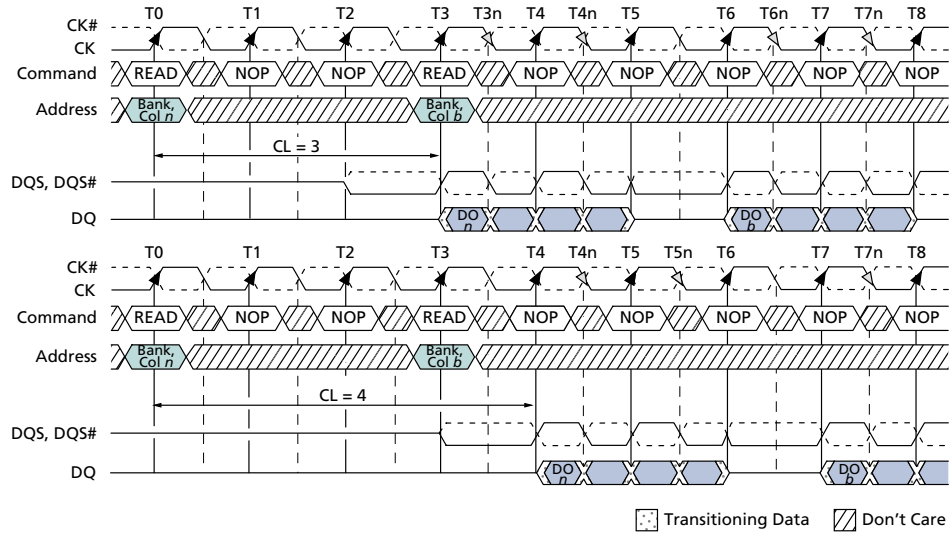 T0 T1 T2 T3 T3n T4 T4n T5 T6 T6n T7 T7n T8
CK#
CK
Command READ NOP NOP READ NOP NOP NOP NOP NOP
Address Bank, Col n Bank, Col b
CL = 3
DQS, DQS#
DQ DO n DO b
T0 T1 T2 T3 T4 T4n T5 T5n T6 T7 T7n T8
CK#
CK
Command READ NOP NOP READ NOP NOP NOP NOP NOP
Address Bank, Col n Bank, Col b
CL = 4
DQS, DQS#
DQ DO n DO b
Transitioning Data Don't Care